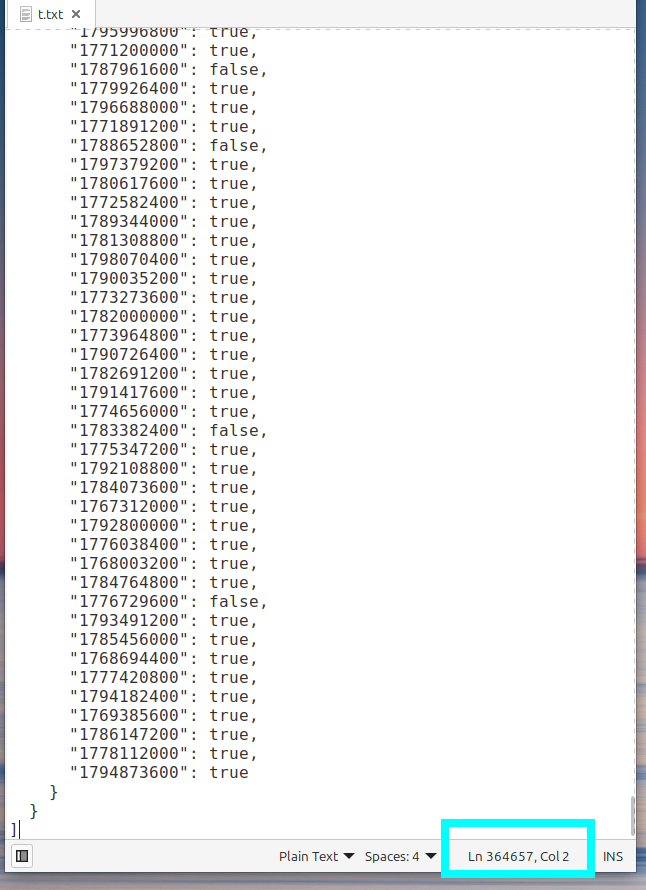 t.txt
"1795996800": true,
"1771200000": true,
"1787961600": false,
"1779926400": true,
"1796688000": true,
"1771891200": true,
"1788652800": false,
"1797379200": true,
"1780617600": true,
"1772582400": true,
"1789344000": true,
"1781308800": true,
"1798070400": true,
"1790035200": true,
"1773273600": true,
"1782000000": true,
"1773964800": true,
"1790726400": true,
"1782691200": true,
"1791417600": true,
"1774656000": true,
"1783382400": false,
"1775347200": true,
"1792108800": true,
"1784073600": true,
"1767312000": true,
"1792800000": true,
"1776038400": true,
"1768003200": true,
"1784764800": true,
"1776729600": false,
"1793491200": true,
"1785456000": true,
"1768694400": true,
"1777420800": true,
"1794182400": true,
"1769385600": true,
"1786147200": true,
"1778112000": true,
"1794873600": true
}
}
]
Plain Text Spaces: 4 Ln 364657, Col 2 INS